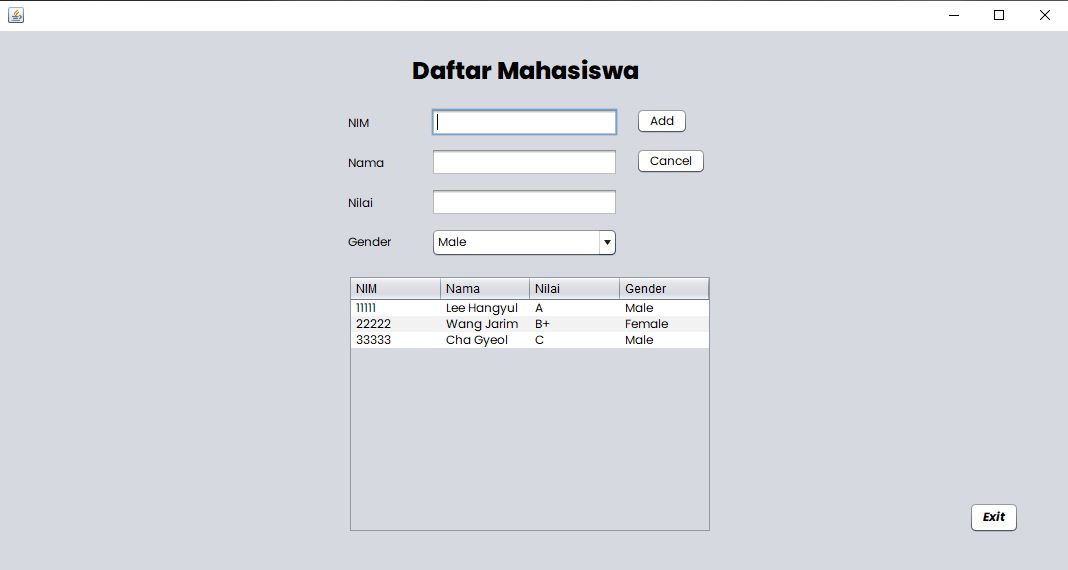 Daftar Mahasiswa
NIM Add
Nama Cancel
Nilai
Gender Male
NIM Nama Nilai Gender
11111 Lee Hangyul A Male
22222 Wang Jarim B+ Female
33333 Cha Gyeol C Male
Exit